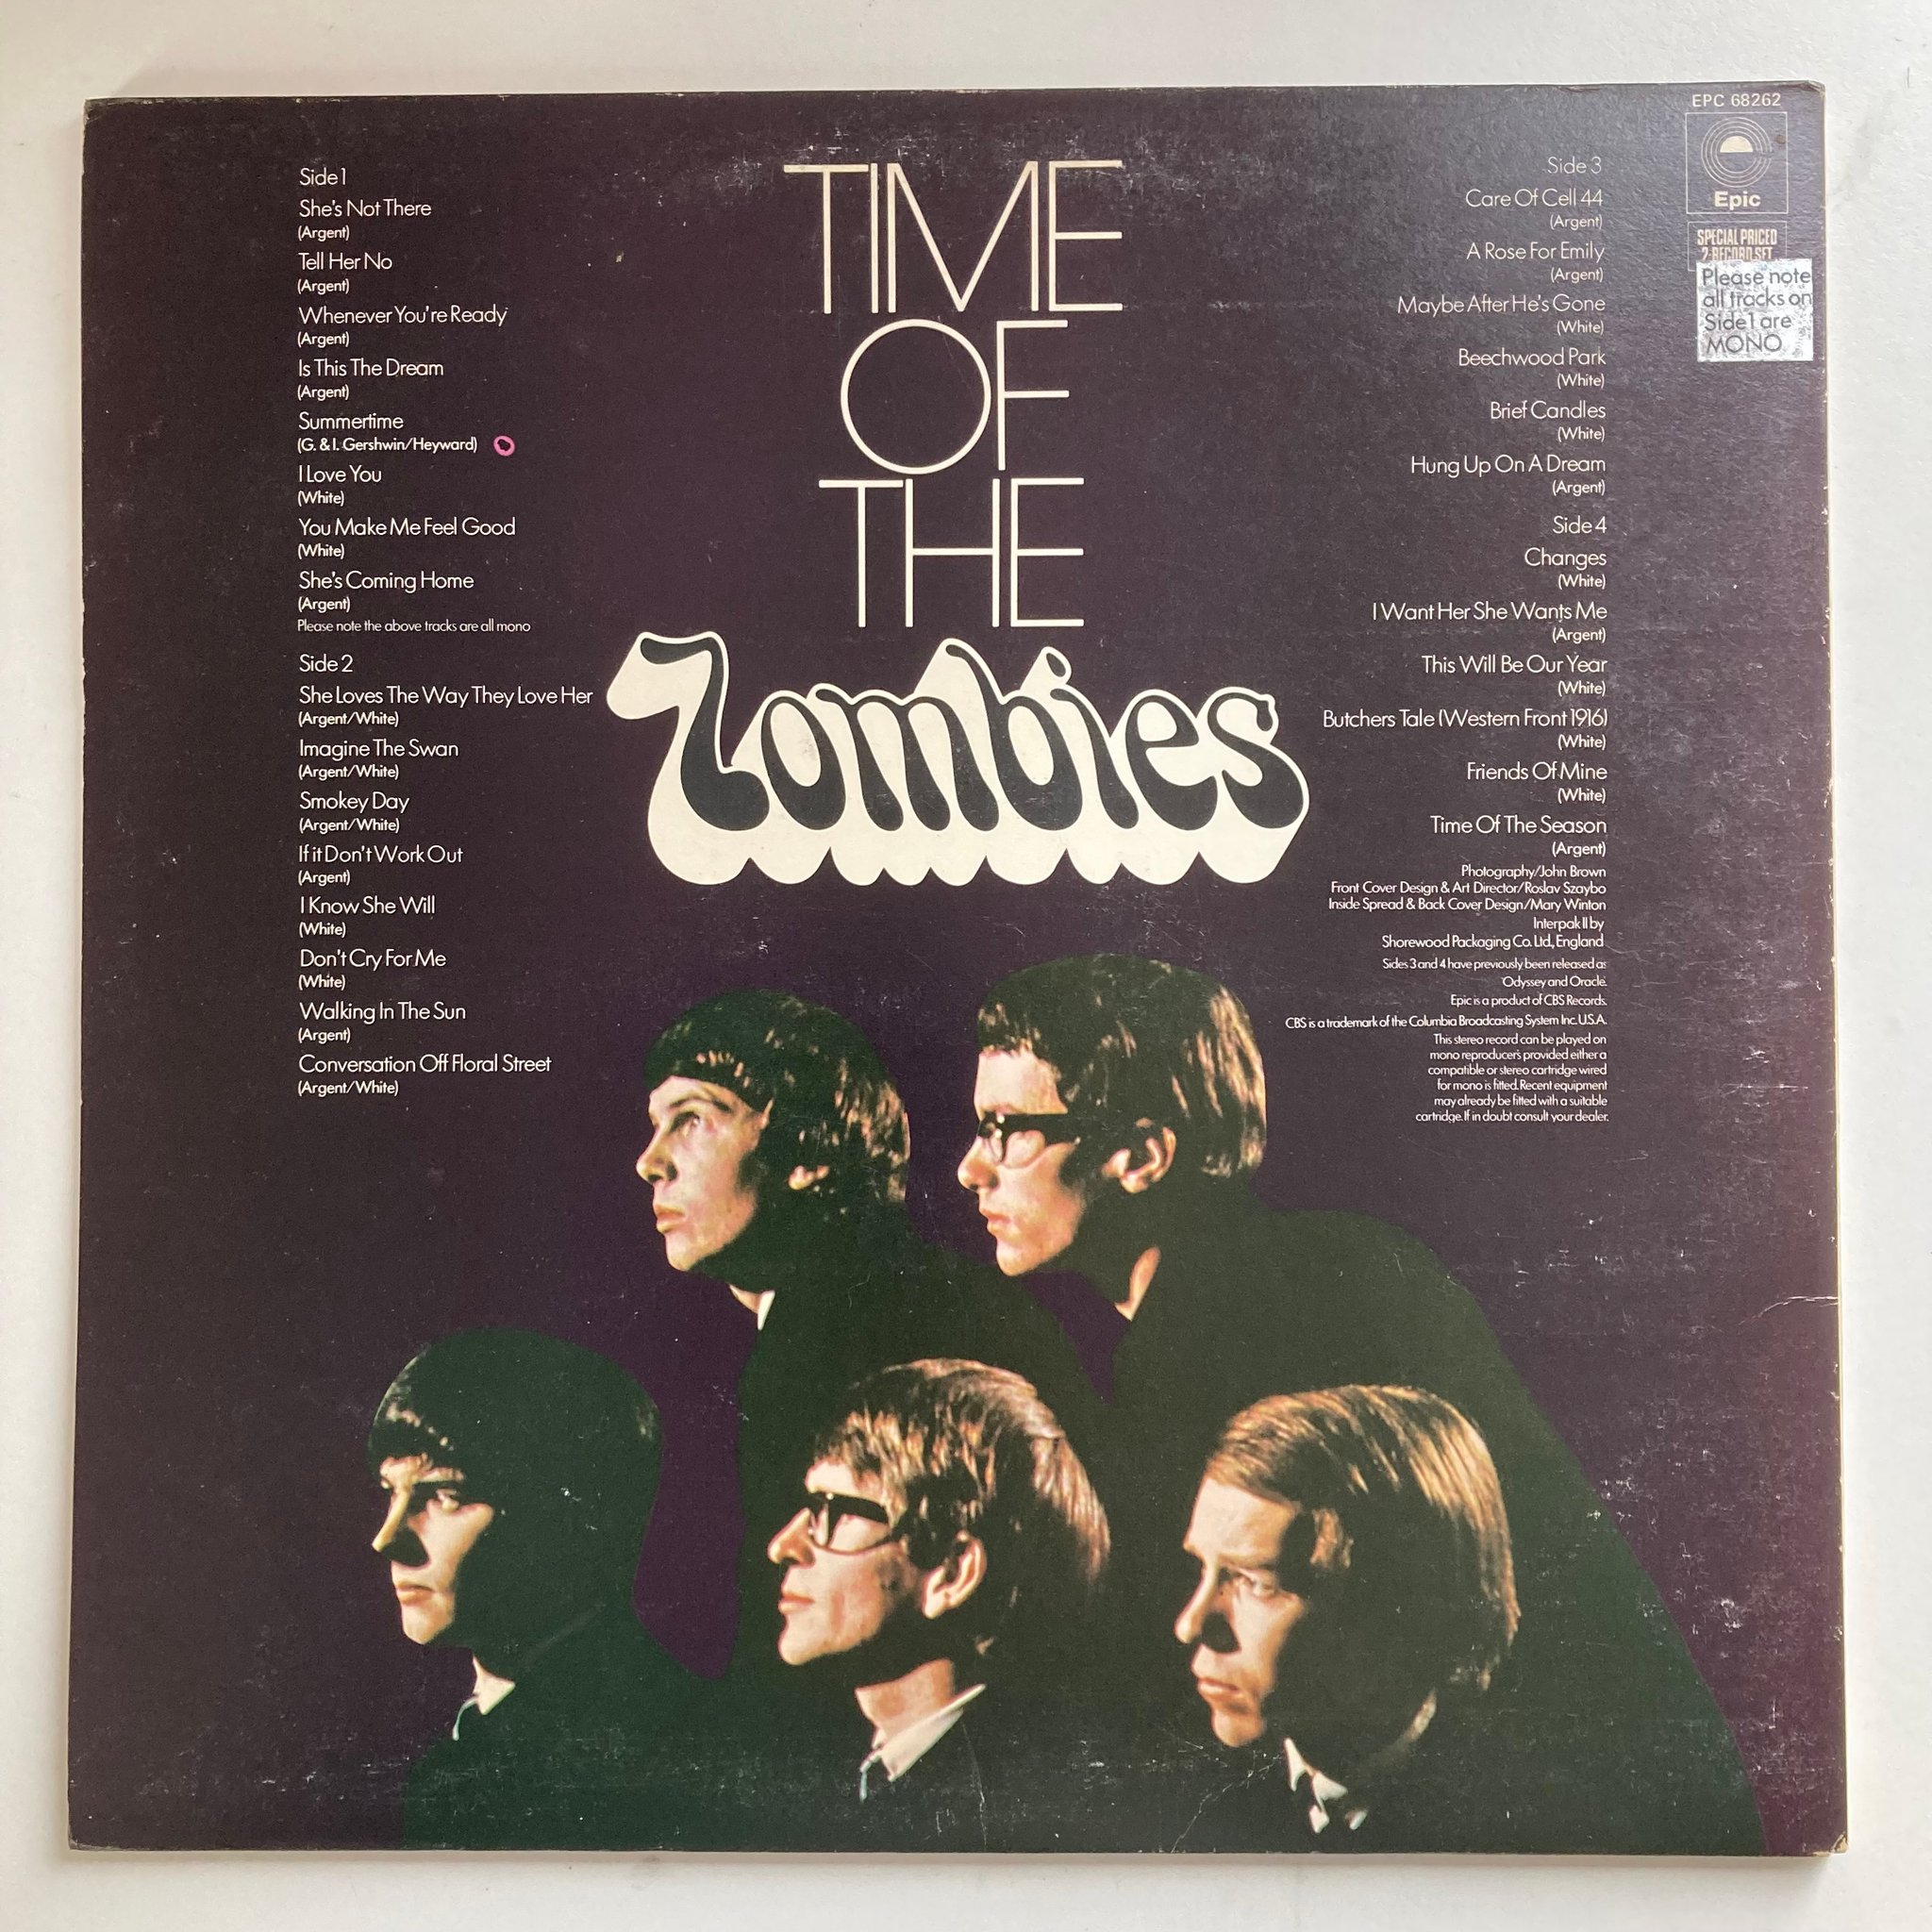 Side 1
She's Not There
(Argent)
Tell Her No
(Argent)
Whenever You're Ready
(Argent)
Is This The Dream
(Argent)
Summertime
(G. & I. Gershwin/Heyward)
I Love You
(White)
You Make Me Feel Good
(White)
She's Coming Home
(Argent)
Please note the above tracks are all mono
Side 2
She Loves The Way They Love Her
(Argent/White)
Imagine The Swan
(Argent/White)
Smokey Day
(Argent/White)
If it Don't Work Out
(Argent)
I Know She Will
(White)
Don't Cry For Me
(White)
Walking In The Sun
(Argent)
Conversation Off Floral Street
(Argent/White)
TIME
OF
THE
Zombies
Side 3
Care Of Cell 44
(Argent)
A Rose For Emily
(Argent)
Maybe After He's Gone
(White)
Beechwood Park
(White)
Brief Candles
(White)
Hung Up On A Dream
(Argent)
Side 4
Changes
(White)
I Want Her She Wants Me
(Argent)
This Will Be Our Year
(White)
Butchers Tale (Western Front 1916)
(White)
Friends Of Mine
(White)
Time Of The Season
(Argent)
Photography/John Brown
Front Cover Design & Art Director/Roslav Szaybo
Inside Spread & Back Cover Design/Mary Winton
Interpak II by
Shorewood Packaging Co. Ltd., England
Sides 3 and 4 have previously been released as
'Odyssey and Oracle.
Epic is a product of CBS Records.
CBS is a trademark of the Columbia Broadcasting System Inc. U.S.A.
This stereo record can be played on
mono reproducers provided either a
compatible or stereo cartridge wired
for mono is fitted. Recent equipment
may already be fitted with a suitable
cartridge. If in doubt consult your dealer.
EPC 68262
Epic
SPECIAL PRICED
2-RECORD SET
Please note
all tracks on
Side 1 are
MONO